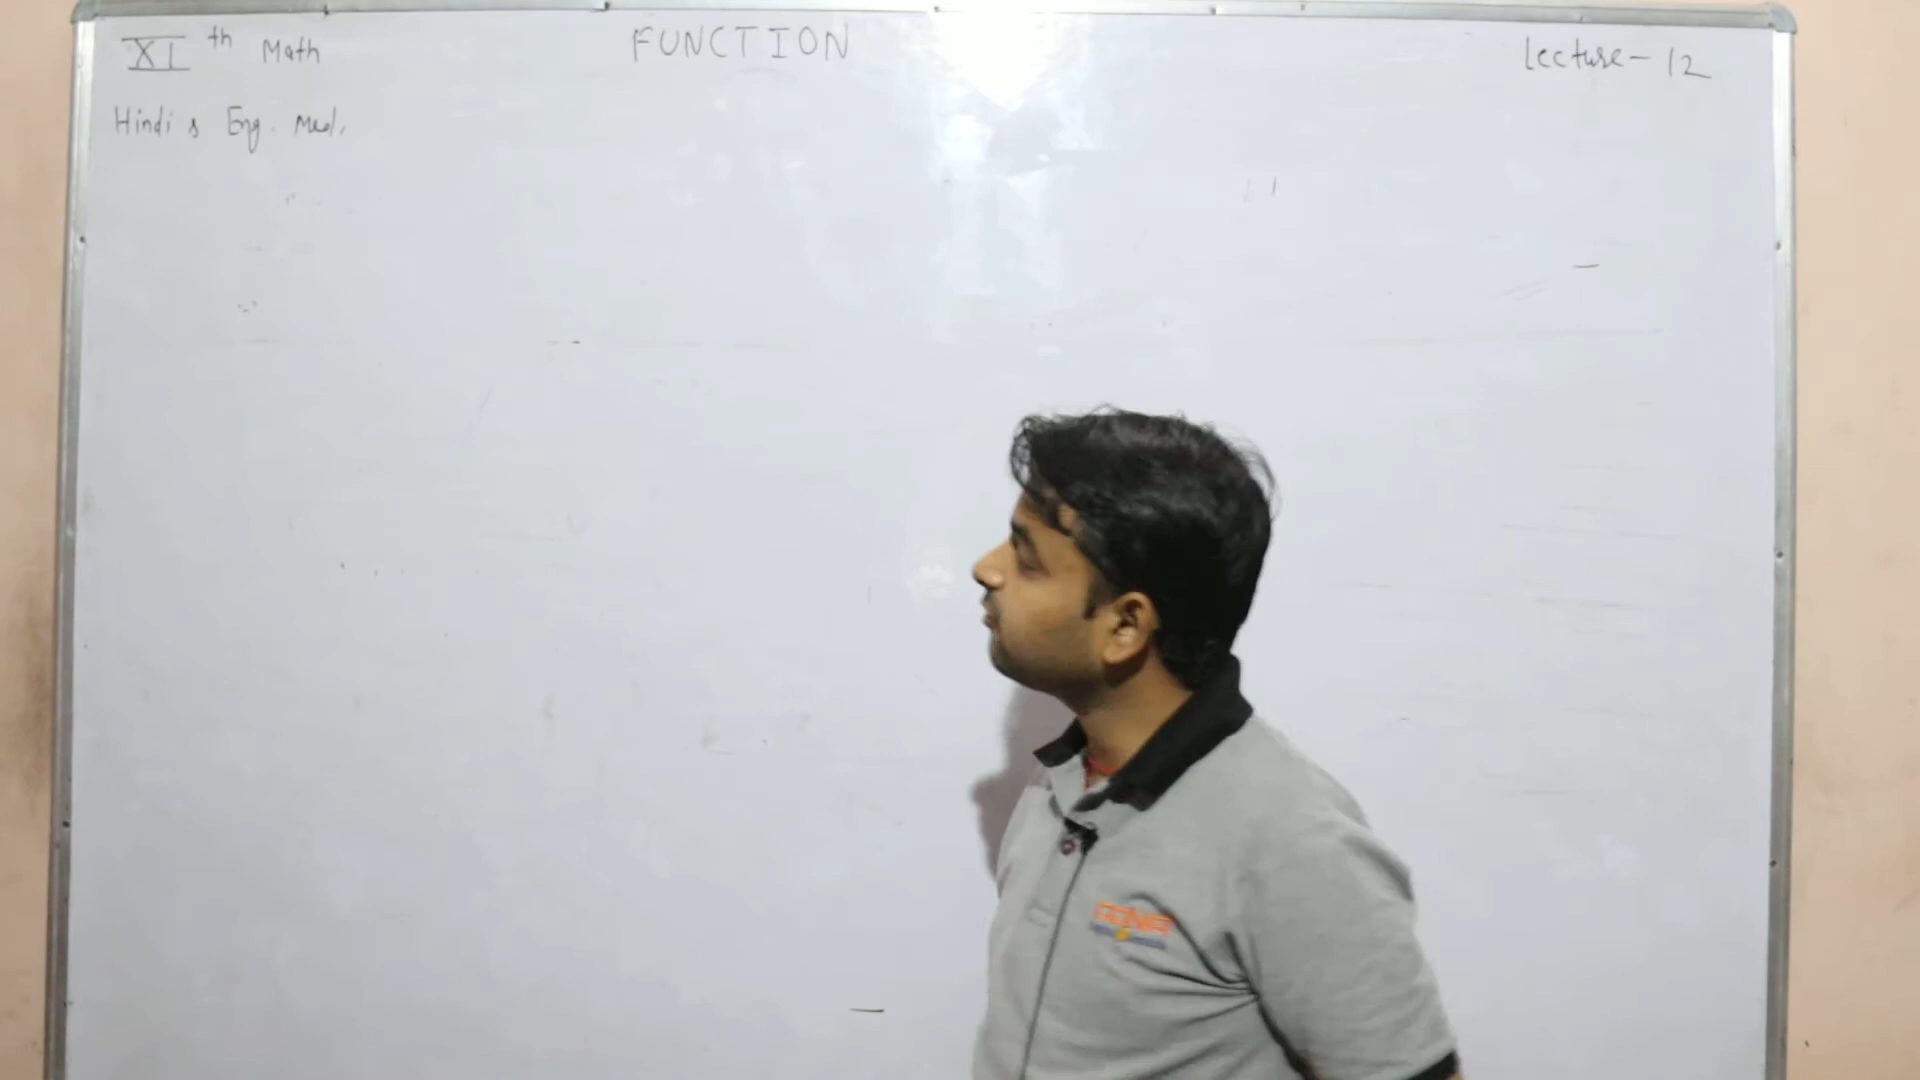 XI th Math
FUNCTION
Lecture - 12
Hindi & Eng. Med.